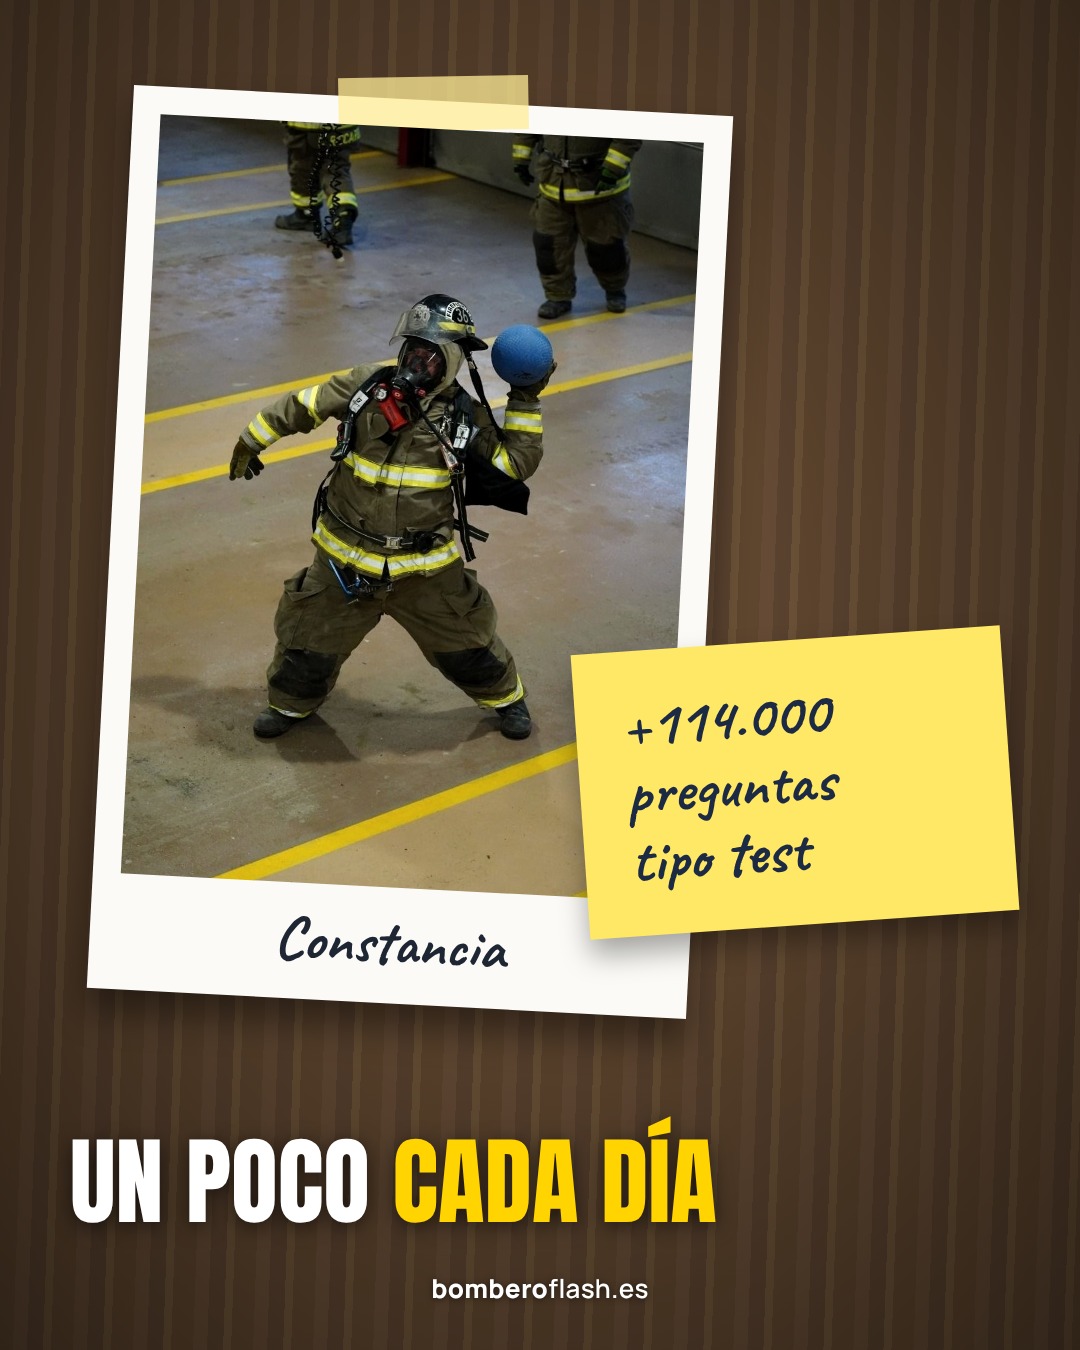 Constancia
+114.000
preguntas
tipo test
UN POCO CADA DÍA
bomberoflash.es